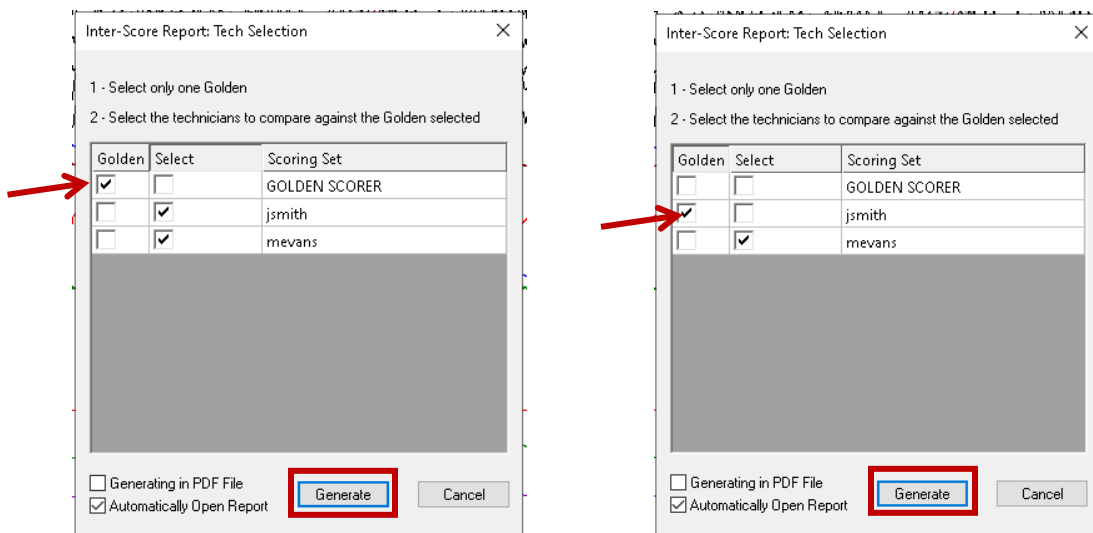 Inter-Score Report: Tech Selection
1 - Select only one Golden
2 - Select the technicians to compare against the Golden selected
Golden Select Scoring Set
GOLDEN SCORER
jsmith
mevans
Generating in PDF File
Automatically Open Report
Generate Cancel
Inter-Score Report: Tech Selection
1 - Select only one Golden
2 - Select the technicians to compare against the Golden selected
Golden Select Scoring Set
GOLDEN SCORER
jsmith
mevans
Generating in PDF File
Automatically Open Report
Generate Cancel